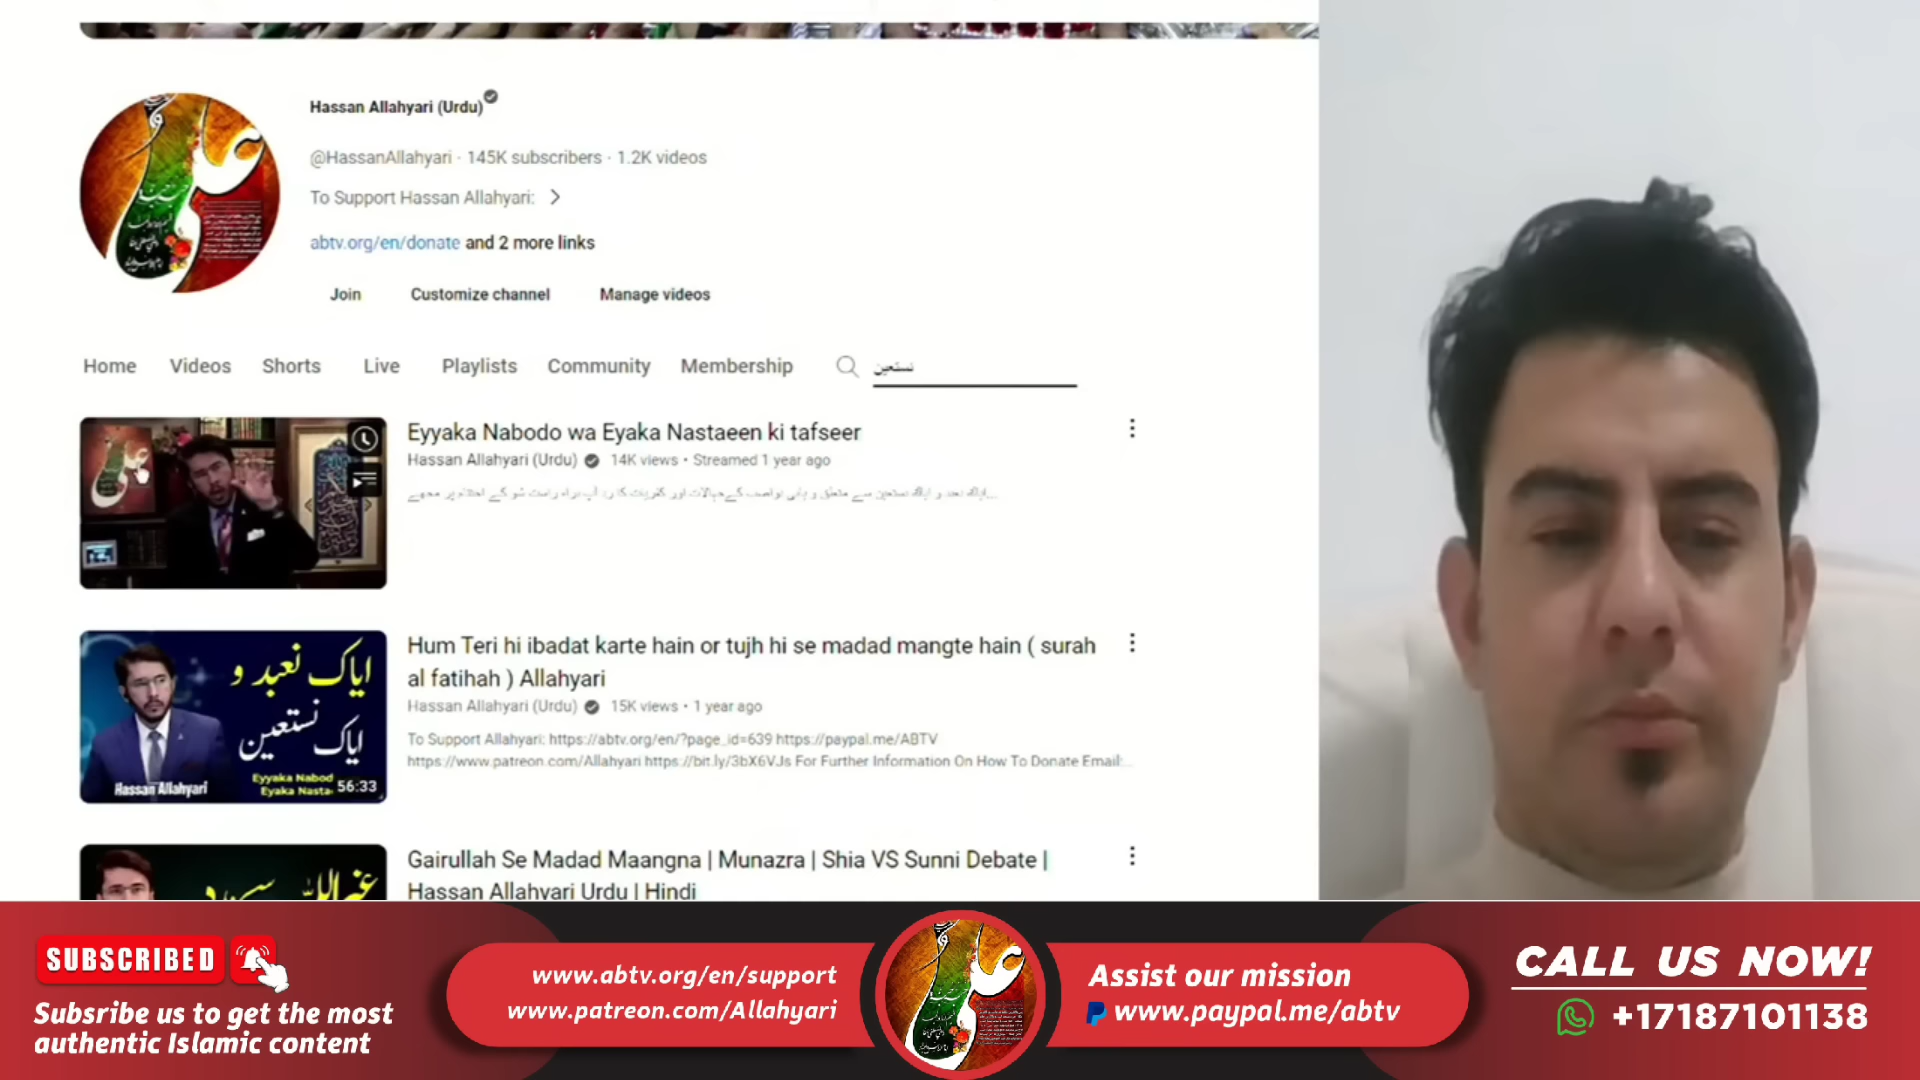 Hassan Allahyari (Urdu)
@HassanAllahyari · 145K subscribers · 1.2K videos
To Support Hassan Allahyari:
abtv.org/en/donate and 2 more links
Join Customize channel Manage videos
Home Videos Shorts Live Playlists Community Membership نستعين
Eyyaka Nabodo wa Eyaka Nastaeen ki tafseer
Hassan Allahyari (Urdu) 14K views • Streamed 1 year ago
ایاک نعبد و
ایاک نستعین
Hassan Allahyari
Eyyaka Nabod
Eyaka Nasta-
56:33
Hum Teri hi ibadat karte hain or tujh hi se madad mangte hain ( surah
al fatihah ) Allahyari
Hassan Allahyari (Urdu) 15K views • 1 year ago
To Support Allahyari: https://abtv.org/en/?page_id=639 https://paypal.me/ABTV
https://www.patreon.com/Allahyari https://bit.ly/3bX6VJs For Further Information On How To Donate Email:...
Gairullah Se Madad Maangna | Munazra | Shia VS Sunni Debate |
Hassan Allahyari Urdu | Hindi
SUBSCRIBED
Subsribe us to get the most
authentic Islamic content
www.abtv.org/en/support
www.patreon.com/Allahyari
علی
Assist our mission
www.paypal.me/abtv
CALL US NOW!
+17187101138